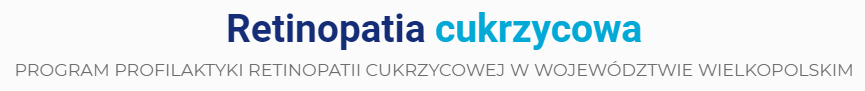 Retinopatia cukrzycowa
PROGRAM PROFILAKTYKI RETINOPATII CUKRZYCOWEJ W WOJEWÓDZTWIE WIELKOPOLSKIM